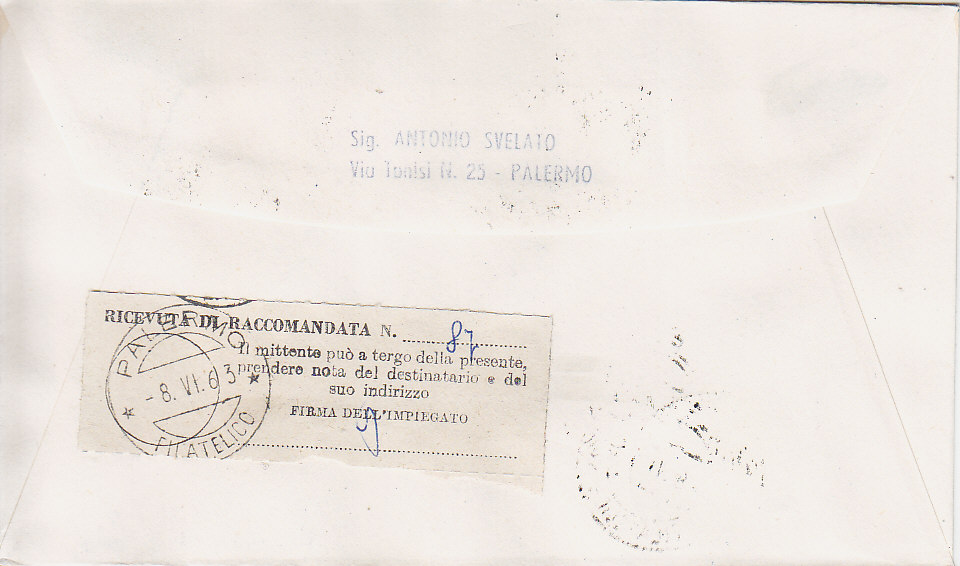 Sig. ANTONIO SVELATO
Via Tonisi N. 25 - PALERMO
RICEVUTA DI RACCOMANDATA N. 87
Il mittente può a tergo della presente,
prendere nota del destinatario e del
suo indirizzo
FIRMA DELL'IMPIEGATO
PALERMO
-8. VI. 63
FILATELICO